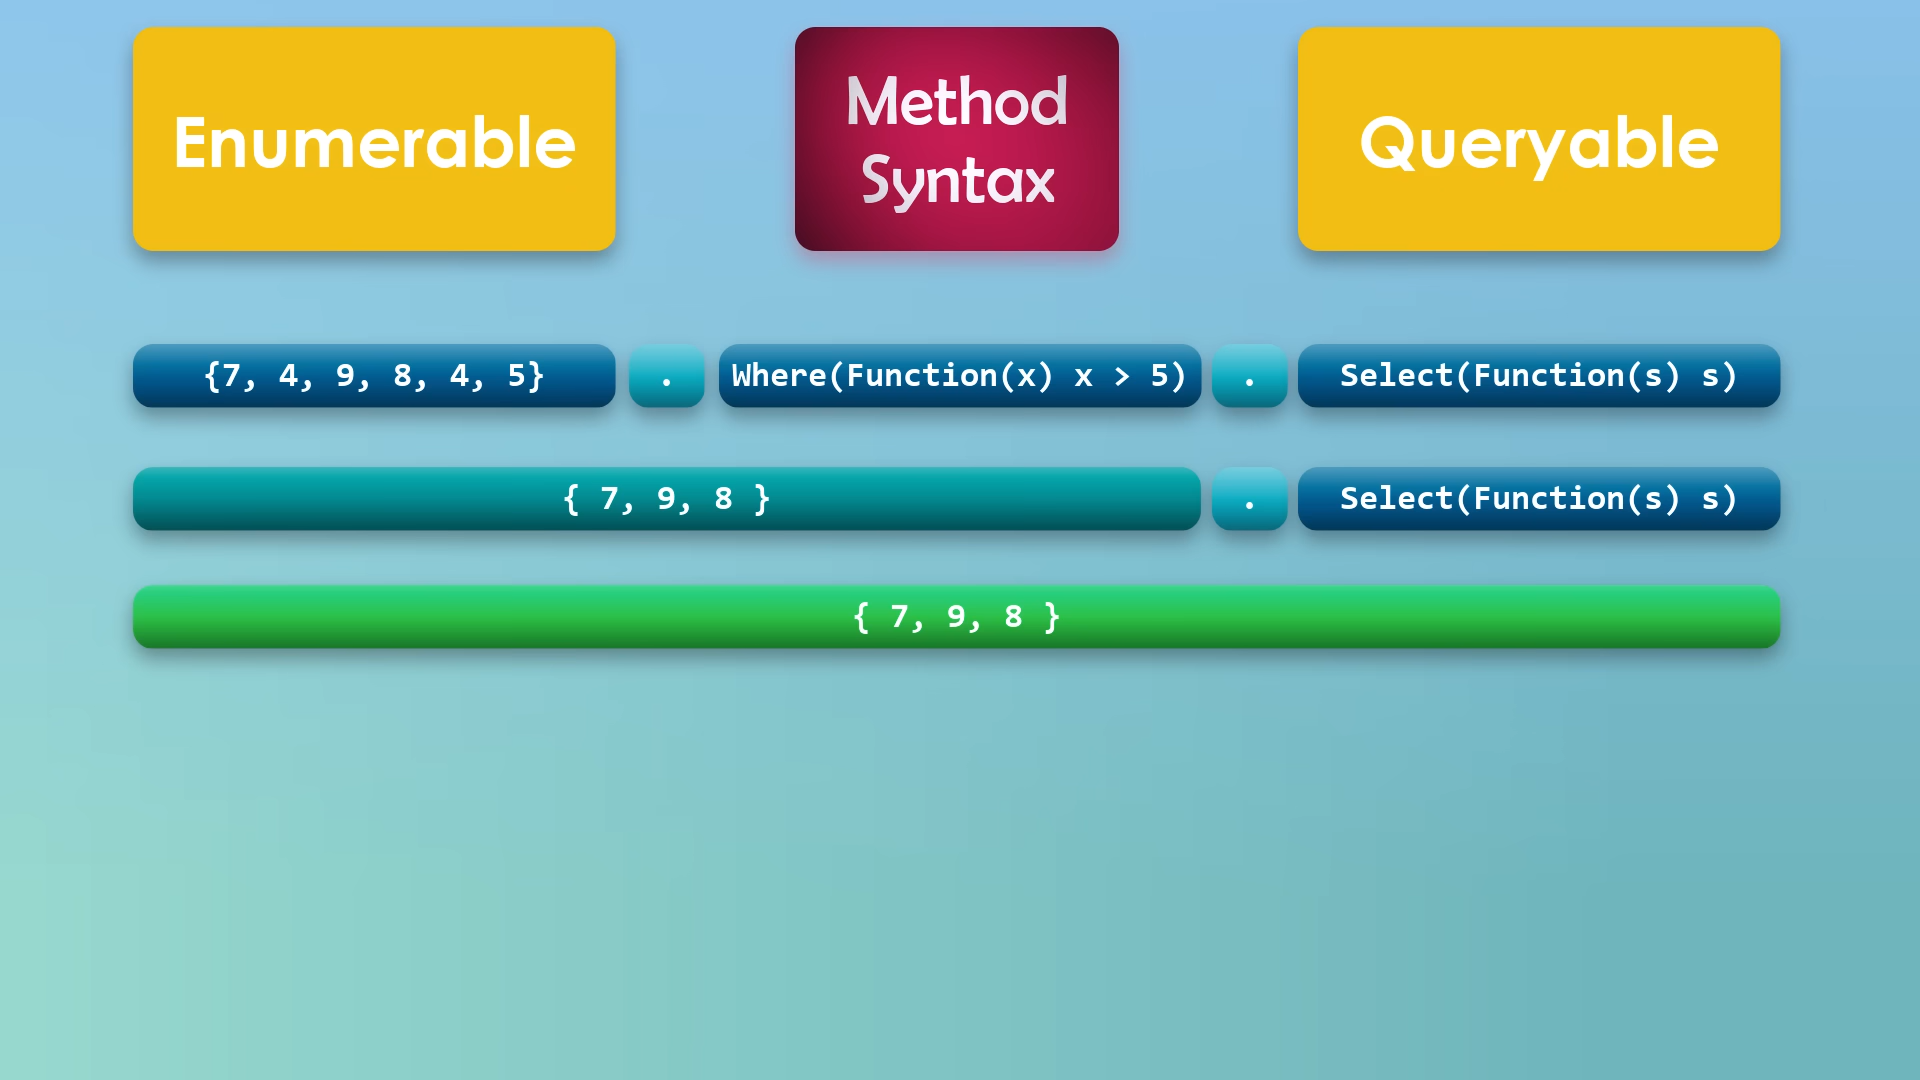 Enumerable
Method
Syntax
Queryable
{7, 4, 9, 8, 4, 5} . Where(Function(x) x > 5) . Select(Function(s) s)
{ 7, 9, 8 } . Select(Function(s) s)
{ 7, 9, 8 }